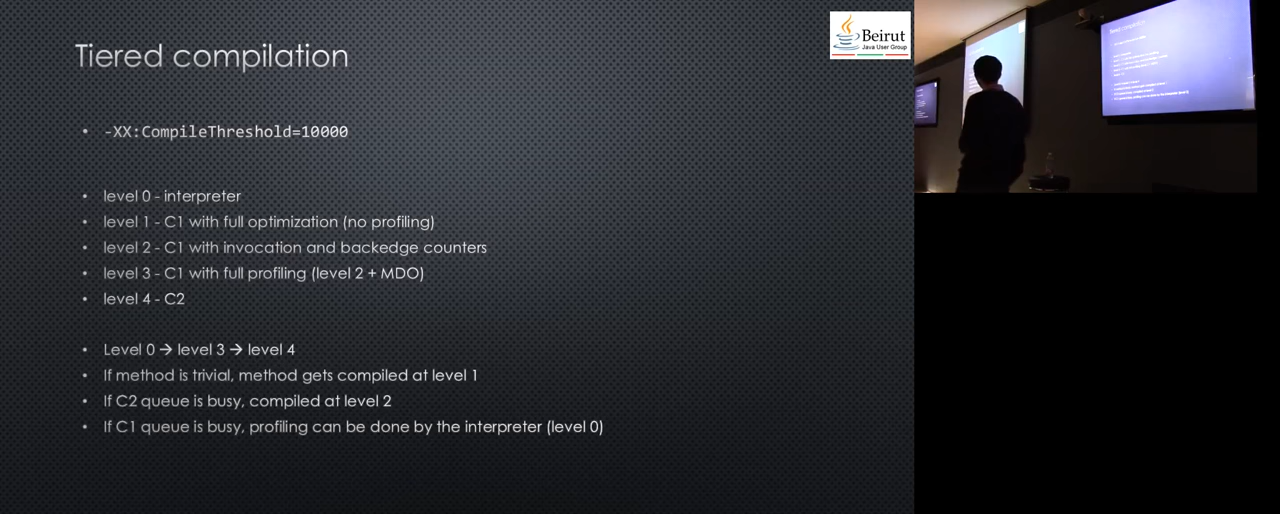 Tiered compilation
Beirut
Java User Group
• -XX:CompileThreshold=10000
• level 0 - interpreter
• level 1 - C1 with full optimization (no profiling)
• level 2 - C1 with invocation and backedge counters
• level 3 - C1 with full profiling (level 2 + MDO)
• level 4 - C2
• Level 0 → level 3 → level 4
• If method is trivial, method gets compiled at level 1
• If C2 queue is busy, compiled at level 2
• If C1 queue is busy, profiling can be done by the interpreter (level 0)
Tiered compilation